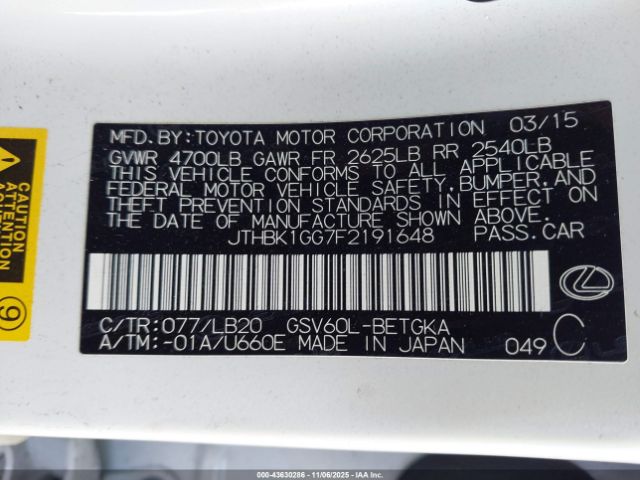 MFD.BY:TOYOTA MOTOR CORPORATION 03/15
GVWR 4700LB GAWR FR 2625LB RR 2540LB
THIS VEHICLE CONFORMS TO ALL APPLICABLE
FEDERAL MOTOR VEHICLE SAFETY,BUMPER,AND
THEFT PREVENTION STANDARDS IN EFFECT ON
THE DATE OF MANUFACTURE SHOWN ABOVE.
JTHBK1GG7F2191648 PASS.CAR
C/TR:077/LB20 GSV60L-BETGKA
A/TM:-01A/U660E MADE IN JAPAN 049 C
CAUTION
ATTENTION
9
000-43630286 - 11/06/2025 - IAAI.COM